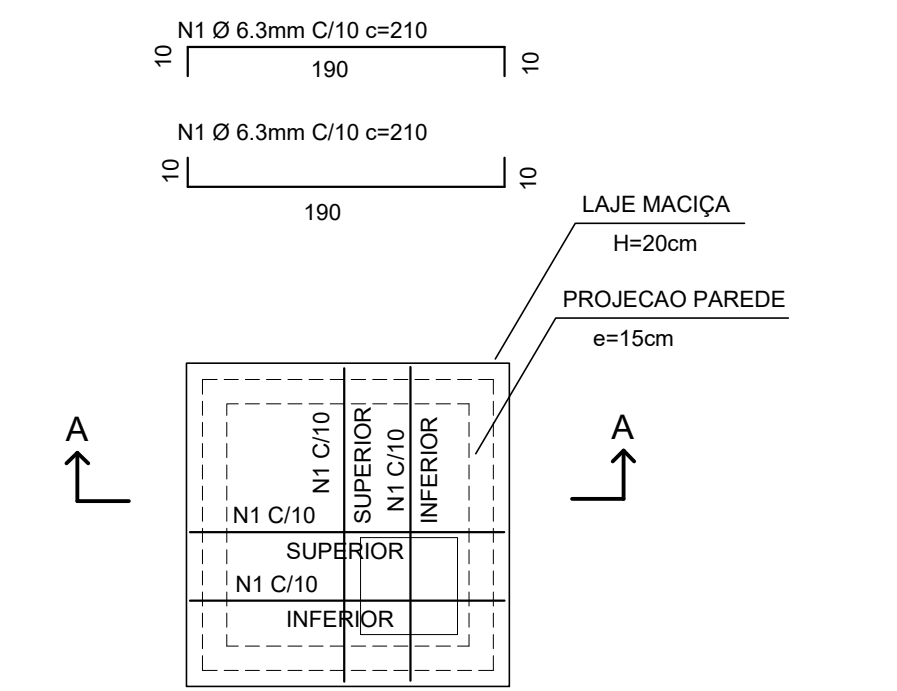 N1 Ø 6.3mm C/10 c=210
10
190
10
N1 Ø 6.3mm C/10 c=210
10
190
10
LAJE MACIÇA
H=20cm
PROJECAO PAREDE
e=15cm
A
A
N1 C/10
SUPERIOR
N1 C/10
INFERIOR
N1 C/10
SUPERIOR
N1 C/10
INFERIOR